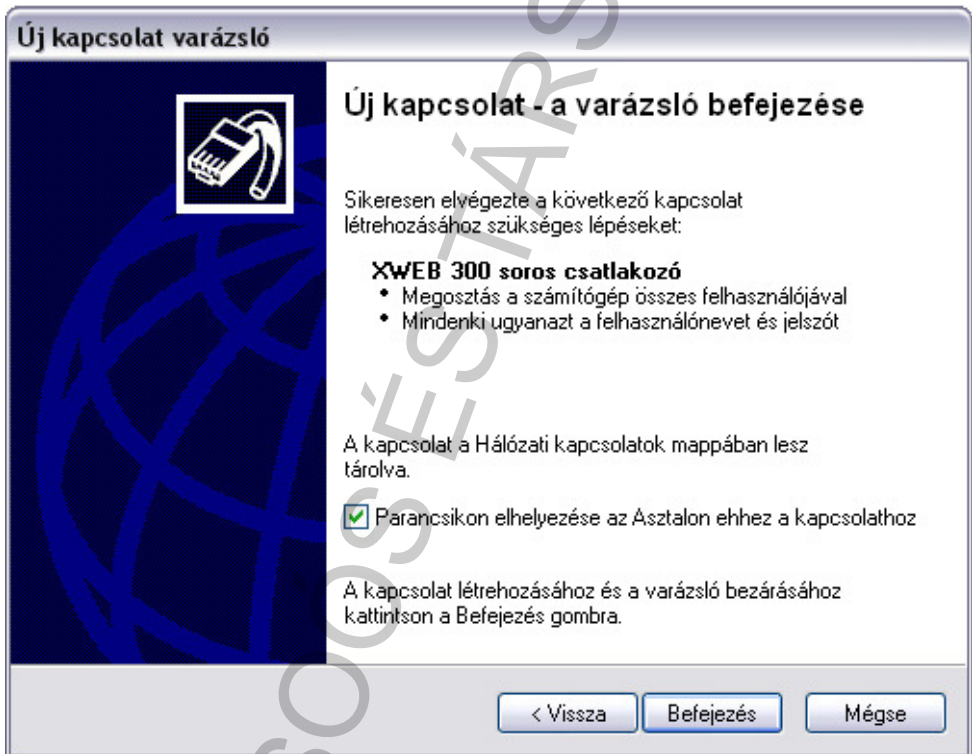 Új kapcsolat varázsló
Új kapcsolat - a varázsló befejezése
Sikeresen elvégezte a következő kapcsolat
létrehozásához szükséges lépéseket:
XWEB 300 soros csatlakozó
• Megosztás a számítógép összes felhasználójával
• Mindenki ugyanazt a felhasználónevet és jelszót
A kapcsolat a Hálózati kapcsolatok mappában lesz
tárolva.
Parancsikon elhelyezése az Asztalon ehhez a kapcsolathoz
A kapcsolat létrehozásához és a varázsló bezárásához
kattintson a Befejezés gombra.
< Vissza
Befejezés
Mégse